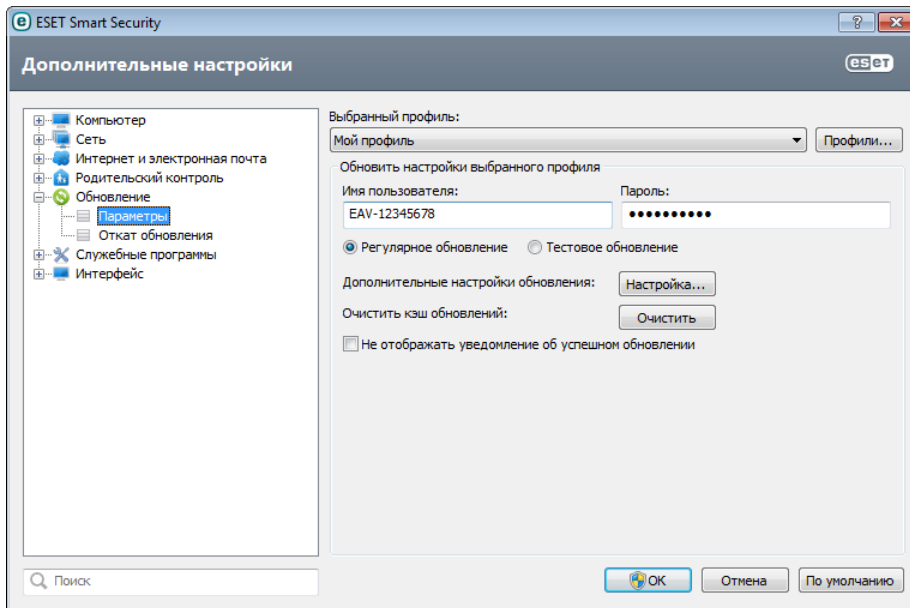 ESET Smart Security
Дополнительные настройки
eset
Компьютер
Сеть
Интернет и электронная почта
Родительский контроль
Обновление
Параметры
Откат обновления
Служебные программы
Интерфейс
Поиск
Выбранный профиль:
Мой профиль
Профили...
Обновить настройки выбранного профиля
Имя пользователя: Пароль:
EAV-12345678 ••••••••••
Регулярное обновление Тестовое обновление
Дополнительные настройки обновления: Настройка...
Очистить кэш обновлений: Очистить
Не отображать уведомление об успешном обновлении
OK Отмена По умолчанию